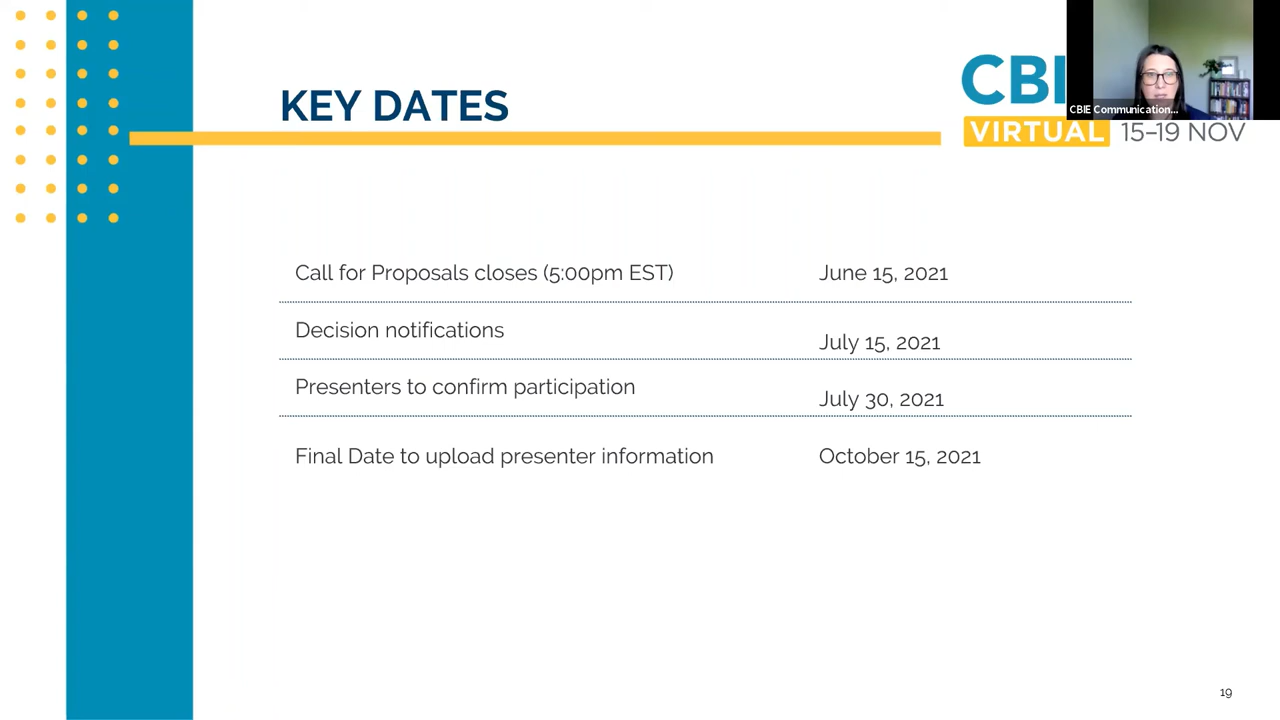 KEY DATES
CBI
CBIE Communication...
VIRTUAL 15–19 NOV
Call for Proposals closes (5:00pm EST) June 15, 2021
Decision notifications July 15, 2021
Presenters to confirm participation July 30, 2021
Final Date to upload presenter information October 15, 2021
19